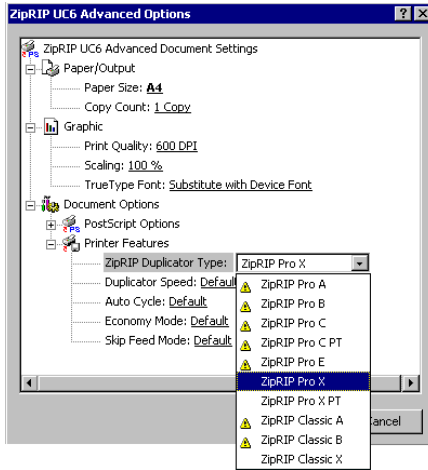 ZipRIP UC6 Advanced Options
ZipRIP UC6 Advanced Document Settings
Paper/Output
Paper Size: A4
Copy Count: 1 Copy
Graphic
Print Quality: 600 DPI
Scaling: 100 %
TrueType Font: Substitute with Device Font
Document Options
PostScript Options
Printer Features
ZipRIP Duplicator Type: ZipRIP Pro X
Duplicator Speed: Defaul
Auto Cycle: Default
Economy Mode: Default
Skip Feed Mode: Default
ZipRIP Pro A
ZipRIP Pro B
ZipRIP Pro C
ZipRIP Pro C PT
ZipRIP Pro E
ZipRIP Pro X
ZipRIP Pro X PT
ZipRIP Classic A
ZipRIP Classic B
ZipRIP Classic X
Cancel